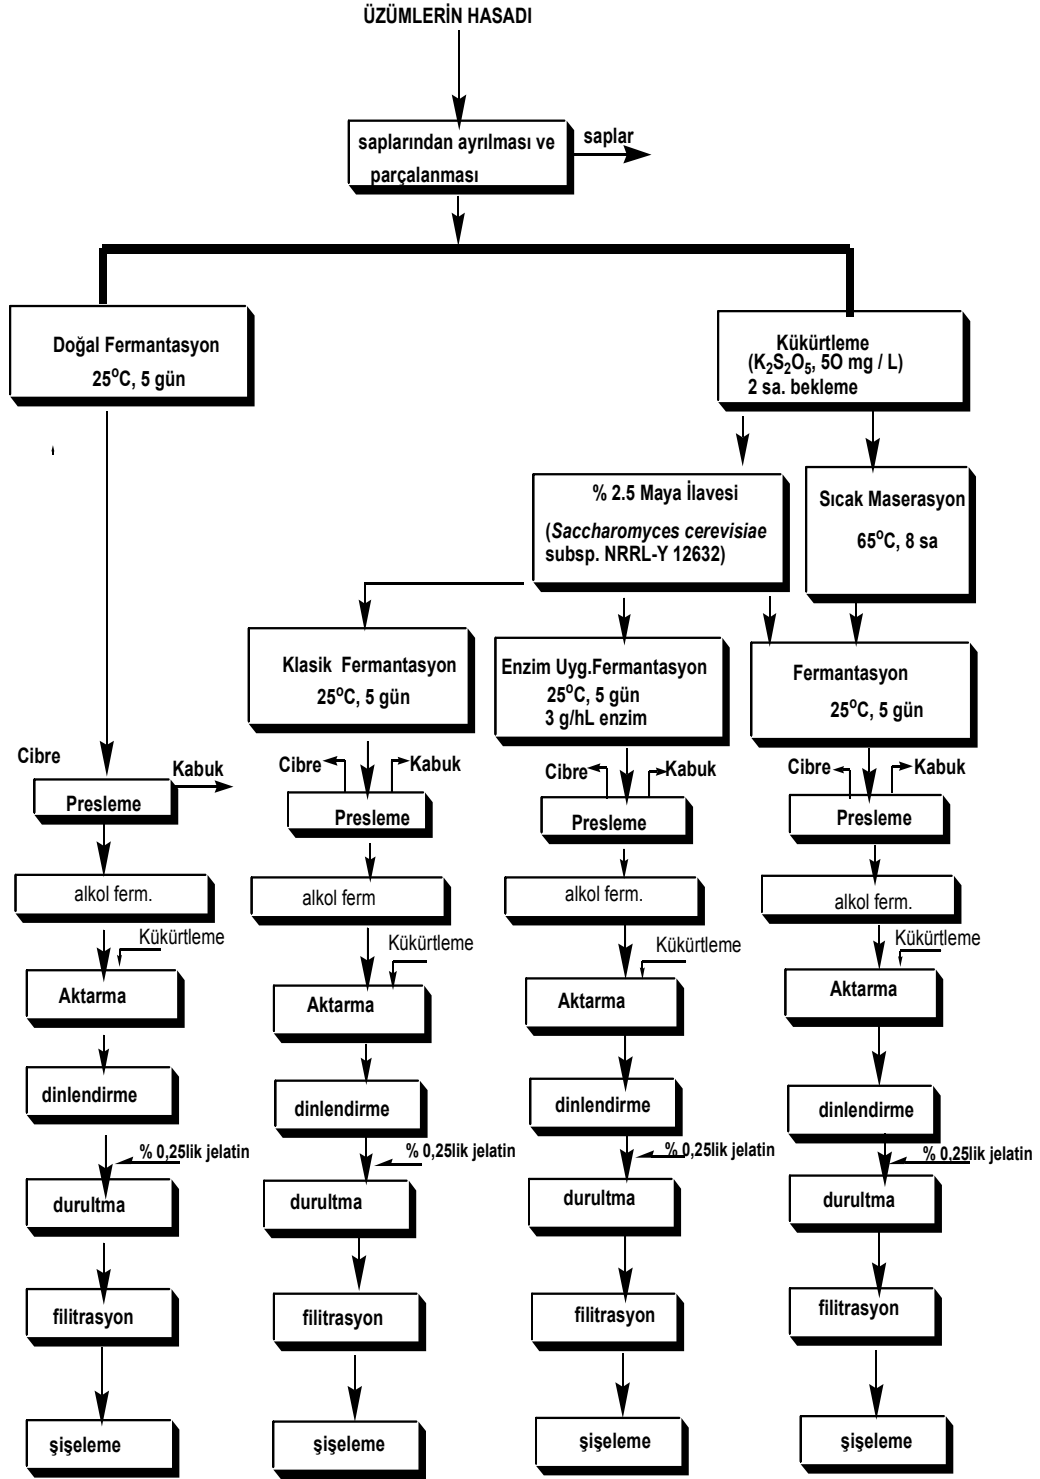 ÜZÜMLERİN HASADI
saplarından ayrılması ve
parçalanması
saplar
Doğal Fermantasyon
25°C, 5 gün
Kükürtleme
(K₂S₂O₅, 5O mg / L)
2 sa. bekleme
% 2.5 Maya İlavesi
(Saccharomyces cerevisiae
subsp. NRRL-Y 12632)
Sıcak Maserasyon
65°C, 8 sa
Klasik Fermantasyon
25°C, 5 gün
Enzim Uyg.Fermantasyon
25°C, 5 gün
3 g/hL enzim
Fermantasyon
25°C, 5 gün
Cibre
Kabuk
Presleme
Cibre
Kabuk
Presleme
Cibre
Kabuk
Presleme
Cibre
Kabuk
Presleme
alkol ferm.
alkol ferm
alkol ferm.
alkol ferm.
Kükürtleme
Kükürtleme
Kükürtleme
Kükürtleme
Aktarma
Aktarma
Aktarma
Aktarma
dinlendirme
dinlendirme
dinlendirme
dinlendirme
% 0,25lik jelatin
% 0,25lik jelatin
% 0,25lik jelatin
% 0,25lik jelatin
durultma
durultma
durultma
durultma
filitrasyon
filitrasyon
filitrasyon
filitrasyon
şişeleme
şişeleme
şişeleme
şişeleme